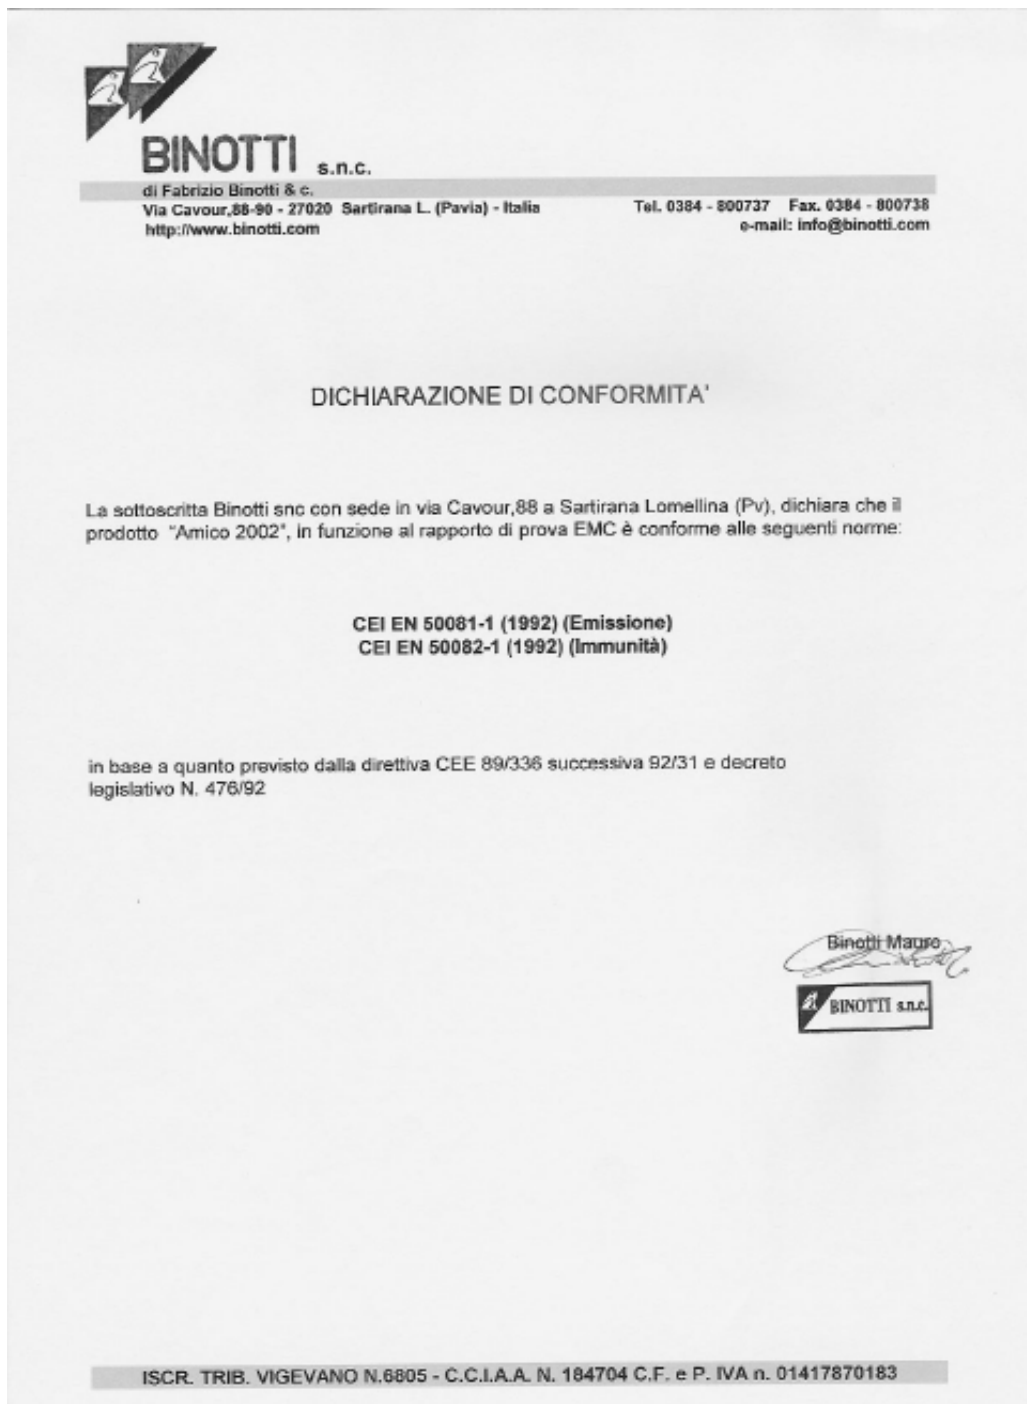 BINOTTI s.n.c.
di Fabrizio Binotti & c.
Via Cavour,88-90 - 27020 Sartirana L. (Pavia) - Italia
Tel. 0384 - 800737 Fax. 0384 - 800738
http://www.binotti.com
e-mail: info@binotti.com
DICHIARAZIONE DI CONFORMITA'
La sottoscritta Binotti snc con sede in via Cavour,88 a Sartirana Lomellina (Pv), dichiara che il
prodotto "Amico 2002", in funzione al rapporto di prova EMC è conforme alle seguenti norme:
CEI EN 50081-1 (1992) (Emissione)
CEI EN 50082-1 (1992) (Immunità)
in base a quanto previsto dalla direttiva CEE 89/336 successiva 92/31 e decreto
legislativo N. 476/92
Binotti Mauro
BINOTTI s.n.c.
ISCR. TRIB. VIGEVANO N.6805 - C.C.I.A.A. N. 184704 C.F. e P. IVA n. 01417870183